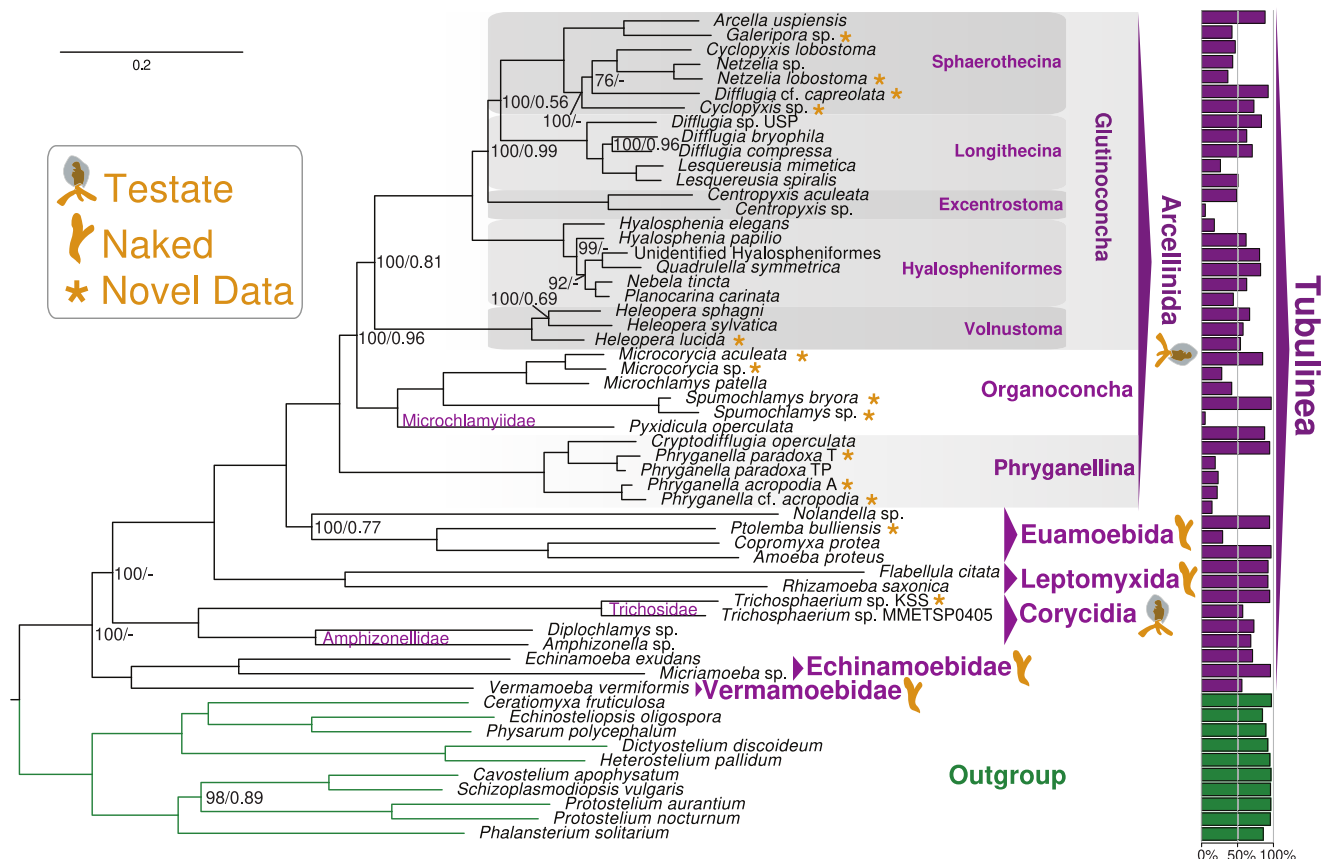 0.2
Testate
Naked
* Novel Data
Arcella uspiensis
Galeripora sp. *
Cyclopyxis lobostoma
Netzelia sp.
Netzelia lobostoma *
Difflugia cf. capreolata *
Cyclopyxis sp. *
Difflugia sp. USP
Difflugia bryophila
Difflugia compressa
Lesquereusia mimetica
Lesquereusia spiralis
Centropyxis aculeata
Centropyxis sp.
Hyalosphenia elegans
Hyalosphenia papilio
Unidentified Hyalospheniformes
Quadrulella symmetrica
Nebela tincta
Planocarina carinata
Heleopera sphagni
Heleopera sylvatica
Heleopera lucida *
Microcorycia aculeata *
Microcorycia sp. *
Microchlamys patella
Spumochlamys bryora *
Spumochlamys sp. *
Pyxidicula operculata
Cryptodifflugia operculata
Phryganella paradoxa T *
Phryganella paradoxa TP
Phryganella acropodia A *
Phryganella cf. acropodia *
Nolandella sp.
Ptolemba bulliensis *
Copromyxa protea
Amoeba proteus
Flabellula citata
Rhizamoeba saxonica
Trichosphaerium sp. KSS *
Trichosphaerium sp. MMETSP0405
Diplochlamys sp.
Amphizonella sp.
Echinamoeba exudans
Micriamoeba sp.
Vermamoeba vermiformis
Ceratiomyxa fruticulosa
Echinosteliopsis oligospora
Physarum polycephalum
Dictyostelium discoideum
Heterostelium pallidum
Cavostelium apophysatum
Schizoplasmodiopsis vulgaris
Protostelium aurantium
Protostelium nocturnum
Phalansterium solitarium
76/-
100/0.56
100/-
100/0.99
100/0.96
100/0.81
99/-
92/-
100/0.69
100/0.96
100/0.77
100/-
100/-
98/0.89
Microchlamyiidae
Trichosidae
Amphizonellidae
Sphaerothecina
Longithecina
Excentrostoma
Hyalospheniformes
Volnustoma
Glutinoconcha
Organoconcha
Phryganellina
Arcellinida
Euamoebida
Leptomyxida
Corycidia
Echinamoebidae
Vermamoebidae
Tubulinea
Outgroup
0% 50% 100%